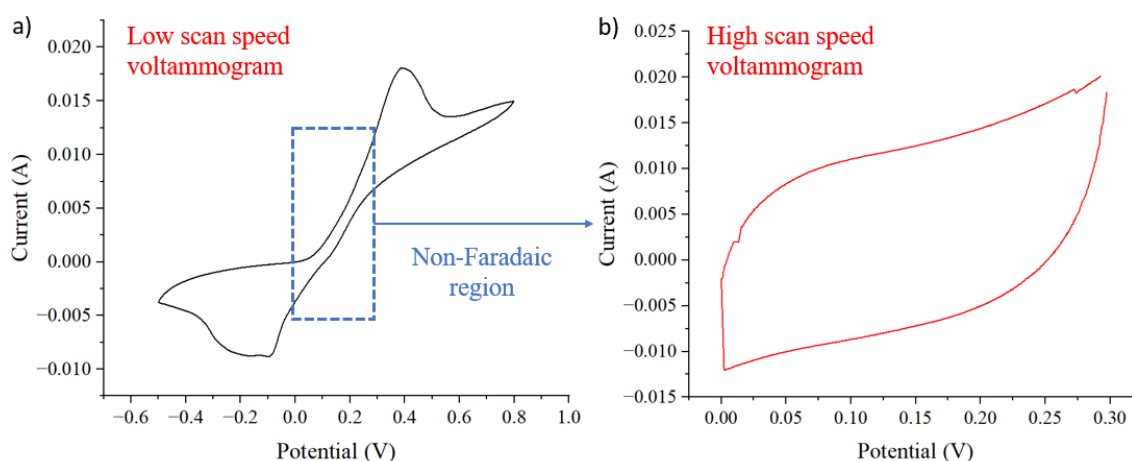 a)
Low scan speed
voltammogram
Current (A)
0.020
0.015
0.010
0.005
0.000
−0.005
−0.010
Non-Faradaic
region
−0.6
−0.4
−0.2
0.0
0.2
0.4
0.6
0.8
1.0
Potential (V)
b)
High scan speed
voltammogram
Current (A)
0.025
0.020
0.015
0.010
0.005
0.000
−0.005
−0.010
−0.015
0.00
0.05
0.10
0.15
0.20
0.25
0.30
Potential (V)